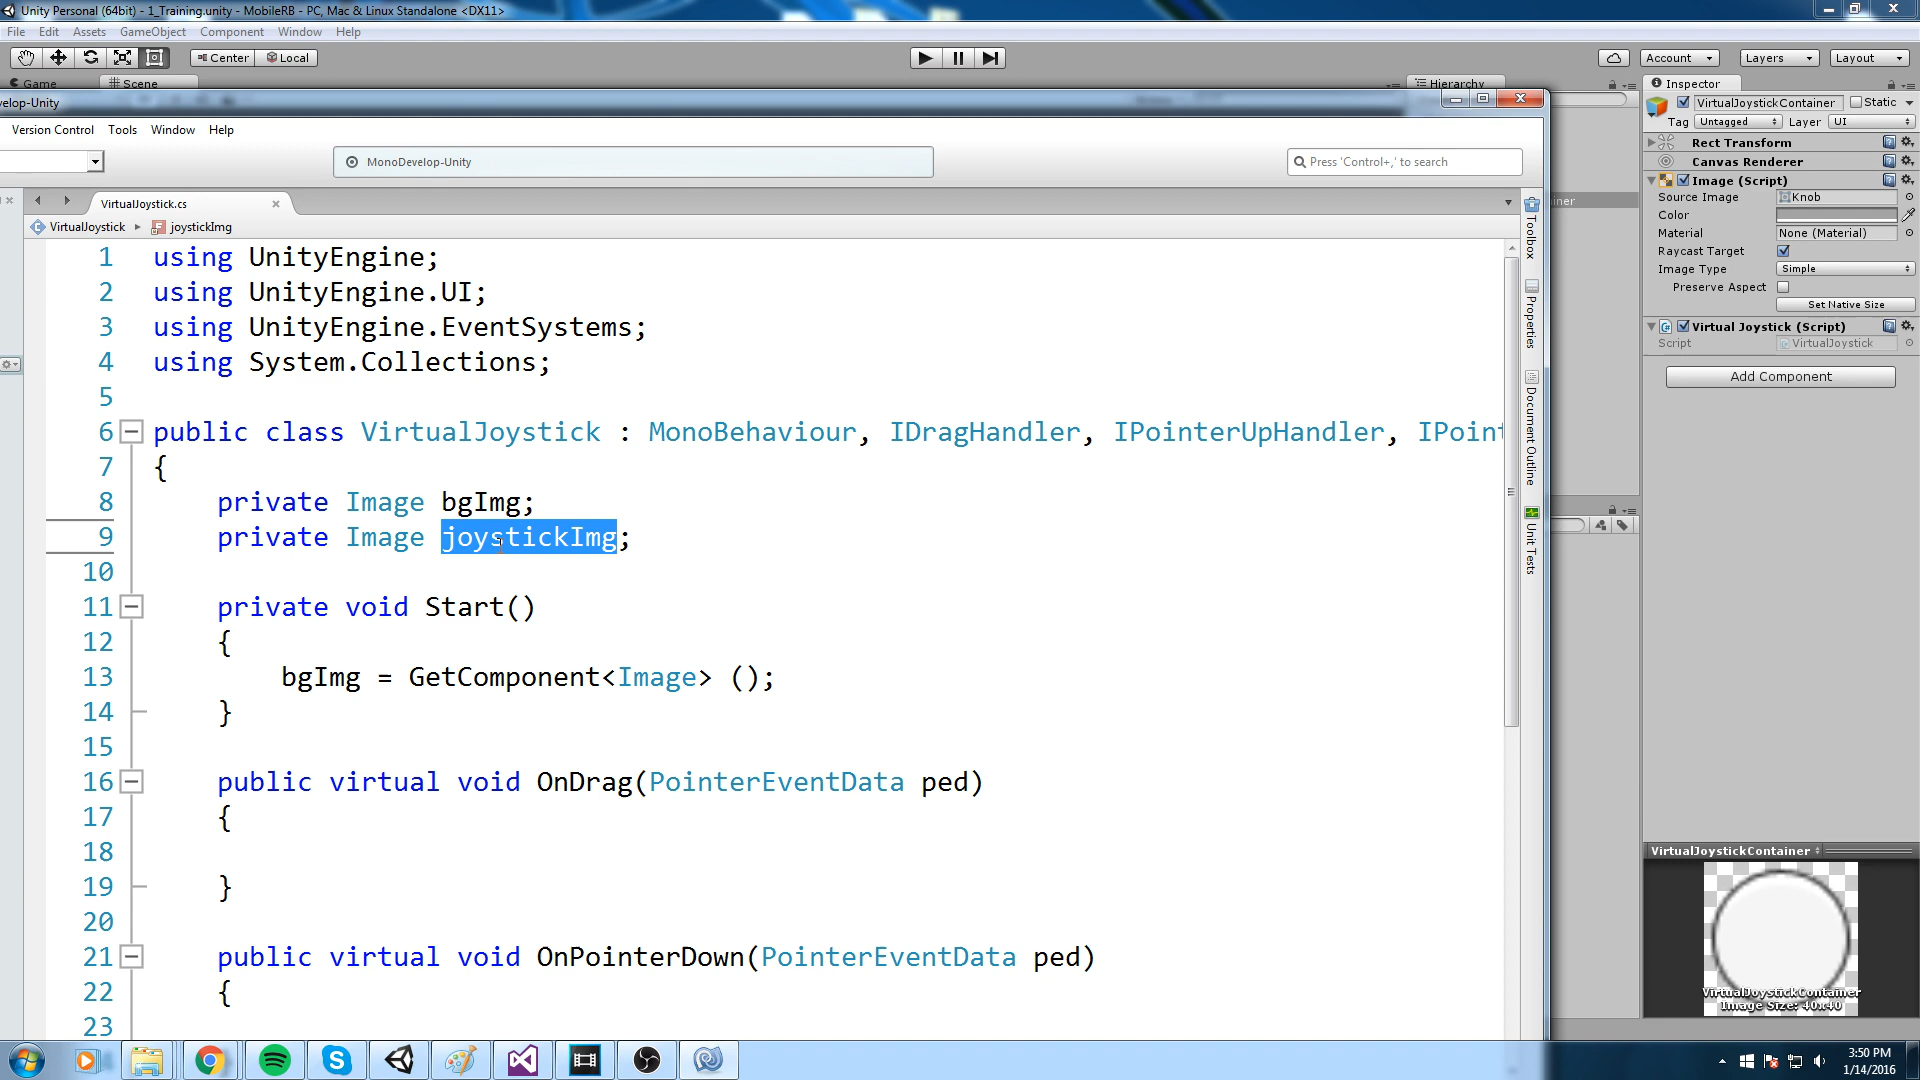 Unity Personal (64bit) - 1_Training.unity - MobileRB - PC, Mac & Linux Standalone <DX11>
File Edit Assets GameObject Component Window Help
Center Local Account Layers Layout
Game Scene Hierarchy Inspector
velop-Unity
VirtualJoystickContainer Static
Tag Untagged Layer UI
Version Control Tools Window Help
Rect Transform
Canvas Renderer
MonoDevelop-Unity
Press 'Control+,' to search
Image (Script)
Source Image Knob
Color
Material None (Material)
Raycast Target
Image Type Simple
Preserve Aspect
Set Native Size
Virtual Joystick (Script)
Script VirtualJoystick
Add Component
iner
VirtualJoystick.cs
VirtualJoystick joystickImg
Toolbox
Properties
Document Outline
Unit Tests
1 using UnityEngine;
2 using UnityEngine.UI;
3 using UnityEngine.EventSystems;
4 using System.Collections;
5
6 public class VirtualJoystick : MonoBehaviour, IDragHandler, IPointerUpHandler, IPoint
7 {
8 private Image bgImg;
9 private Image joystickImg;
10
11 private void Start()
12 {
13 bgImg = GetComponent<Image> ();
14 }
15
16 public virtual void OnDrag(PointerEventData ped)
17 {
18
19 }
20
21 public virtual void OnPointerDown(PointerEventData ped)
22 {
23
VirtualJoystickContainer
VirtualJoystickContainer
Image Size: 40x40
3:50 PM
1/14/2016